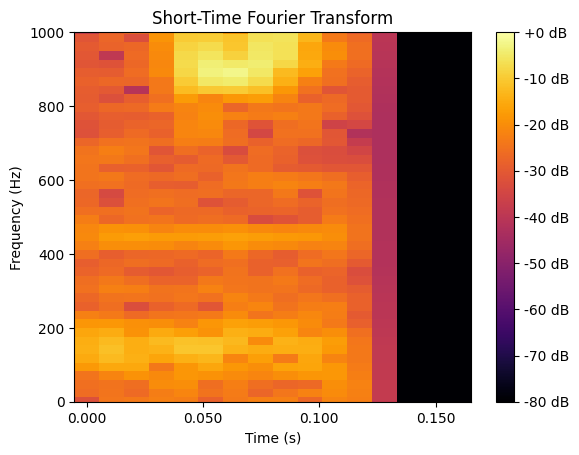 Short-Time Fourier Transform
1000
800
600
400
200
0
Frequency (Hz)
0.000
0.050
0.100
0.150
Time (s)
+0 dB
-10 dB
-20 dB
-30 dB
-40 dB
-50 dB
-60 dB
-70 dB
-80 dB